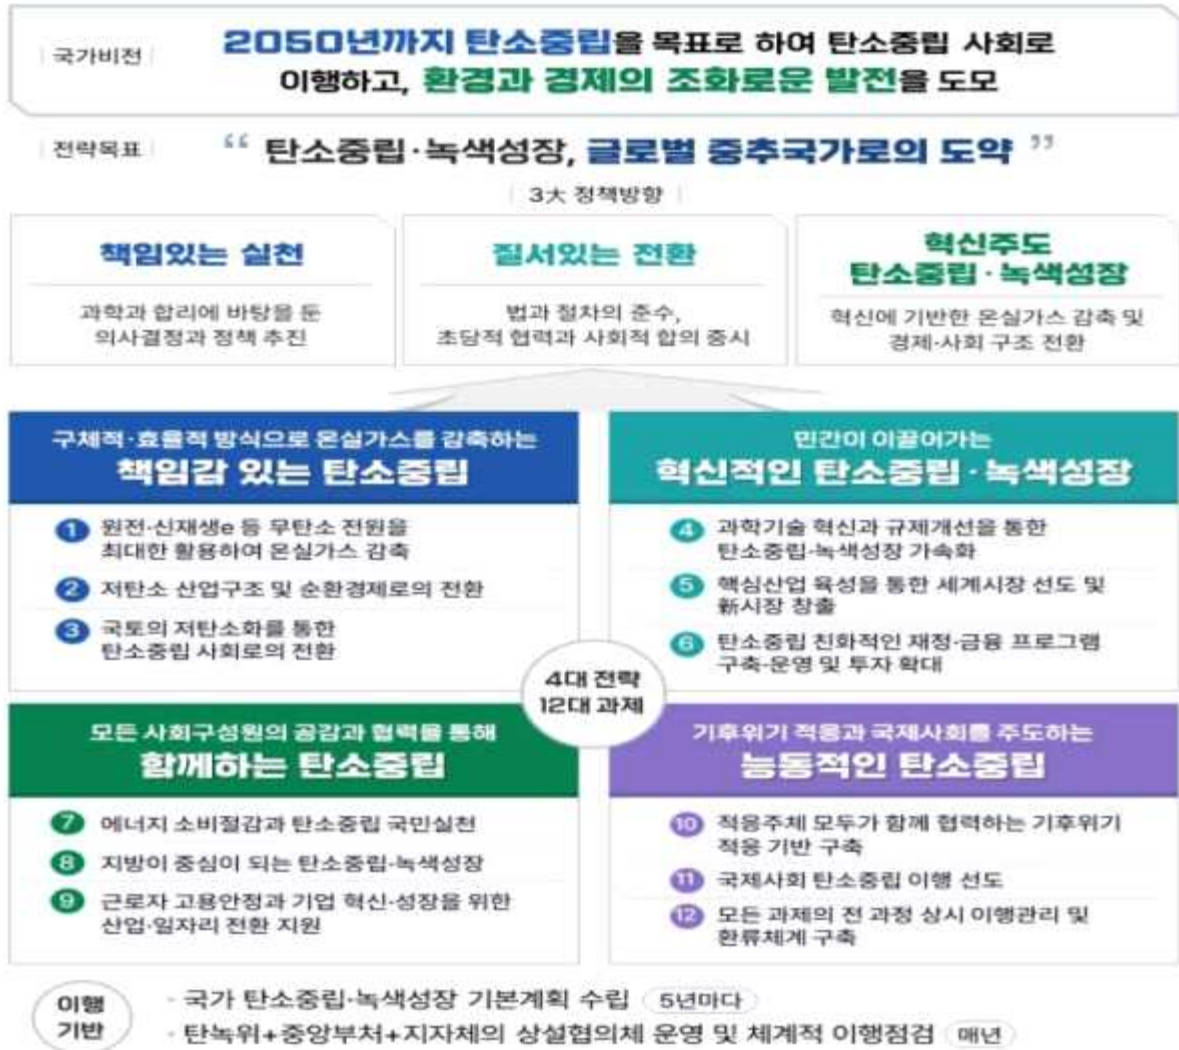 국가비전
2050년까지 탄소중립을 목표로 하여 탄소중립 사회로
이행하고, 환경과 경제의 조화로운 발전을 도모
전략목표
“ 탄소중립·녹색성장, 글로벌 중추국가로의 도약 ”
3大 정책방향
책임있는 실천
과학과 합리에 바탕을 둔
의사결정과 정책 추진
질서있는 전환
법과 절차의 준수,
초당적 협력과 사회적 합의 중시
혁신주도
탄소중립·녹색성장
혁신에 기반한 온실가스 감축 및
경제·사회 구조 전환
구체적·효율적 방식으로 온실가스를 감축하는
책임감 있는 탄소중립
1 원전·신재생e 등 무탄소 전원을
최대한 활용하여 온실가스 감축
2 저탄소 산업구조 및 순환경제로의 전환
3 국토의 저탄소화를 통한
탄소중립 사회로의 전환
민간이 이끌어가는
혁신적인 탄소중립·녹색성장
4 과학기술 혁신과 규제개선을 통한
탄소중립·녹색성장 가속화
5 핵심산업 육성을 통한 세계시장 선도 및
新시장 창출
6 탄소중립 친화적인 재정·금융 프로그램
구축·운영 및 투자 확대
4대 전략
12대 과제
모든 사회구성원의 공감과 협력을 통해
함께하는 탄소중립
7 에너지 소비절감과 탄소중립 국민실천
8 지방이 중심이 되는 탄소중립·녹색성장
9 근로자 고용안정과 기업 혁신·성장을 위한
산업·일자리 전환 지원
기후위기 적응과 국제사회를 주도하는
능동적인 탄소중립
10 적응주체 모두가 함께 협력하는 기후위기
적응 기반 구축
11 국제사회 탄소중립 이행 선도
12 모든 과제의 전 과정 상시 이행관리 및
환류체계 구축
이행
기반
· 국가 탄소중립·녹색성장 기본계획 수립 5년마다
· 탄녹위+중앙부처+지자체의 상설협의체 운영 및 체계적 이행점검 매년